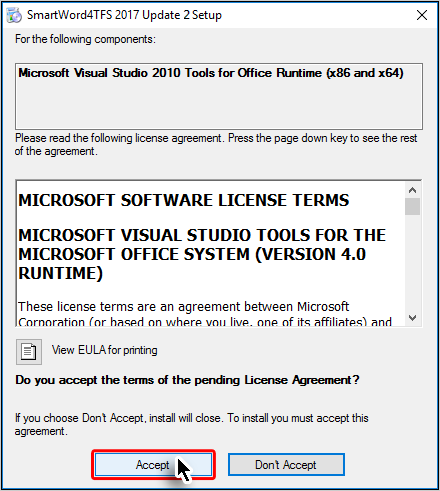 SmartWord4TFS 2017 Update 2 Setup
For the following components:
Microsoft Visual Studio 2010 Tools for Office Runtime (x86 and x64)
Please read the following license agreement. Press the page down key to see the rest
of the agreement.
MICROSOFT SOFTWARE LICENSE TERMS
MICROSOFT VISUAL STUDIO TOOLS FOR THE
MICROSOFT OFFICE SYSTEM (VERSION 4.0
RUNTIME)
These license terms are an agreement between Microsoft
Corporation (or based on where you live, one of its affiliates) and
View EULA for printing
Do you accept the terms of the pending License Agreement?
If you choose Don't Accept, install will close. To install you must accept this
agreement.
Accept
Don't Accept